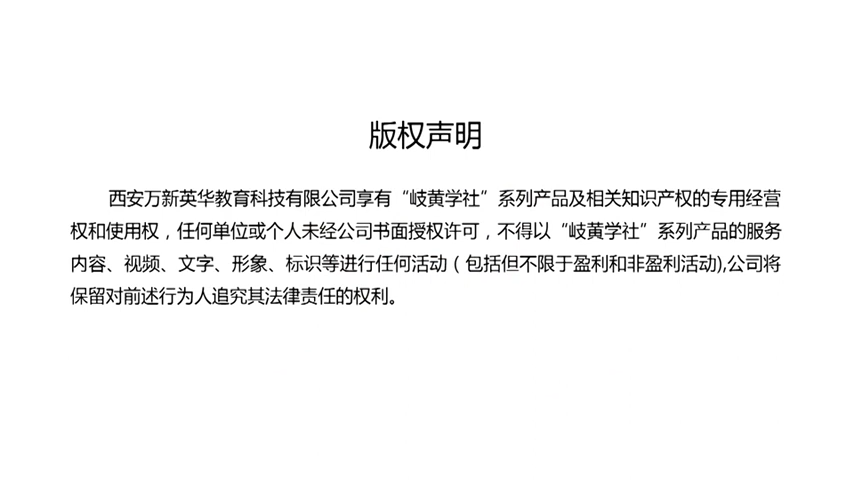 版权声明
西安万新英华教育科技有限公司享有“岐黄学社”系列产品及相关知识产权的专用经营
权和使用权，任何单位或个人未经公司书面授权许可，不得以“岐黄学社”系列产品的服务
内容、视频、文字、形象、标识等进行任何活动（包括但不限于盈利和非盈利活动),公司将
保留对前述行为人追究其法律责任的权利。